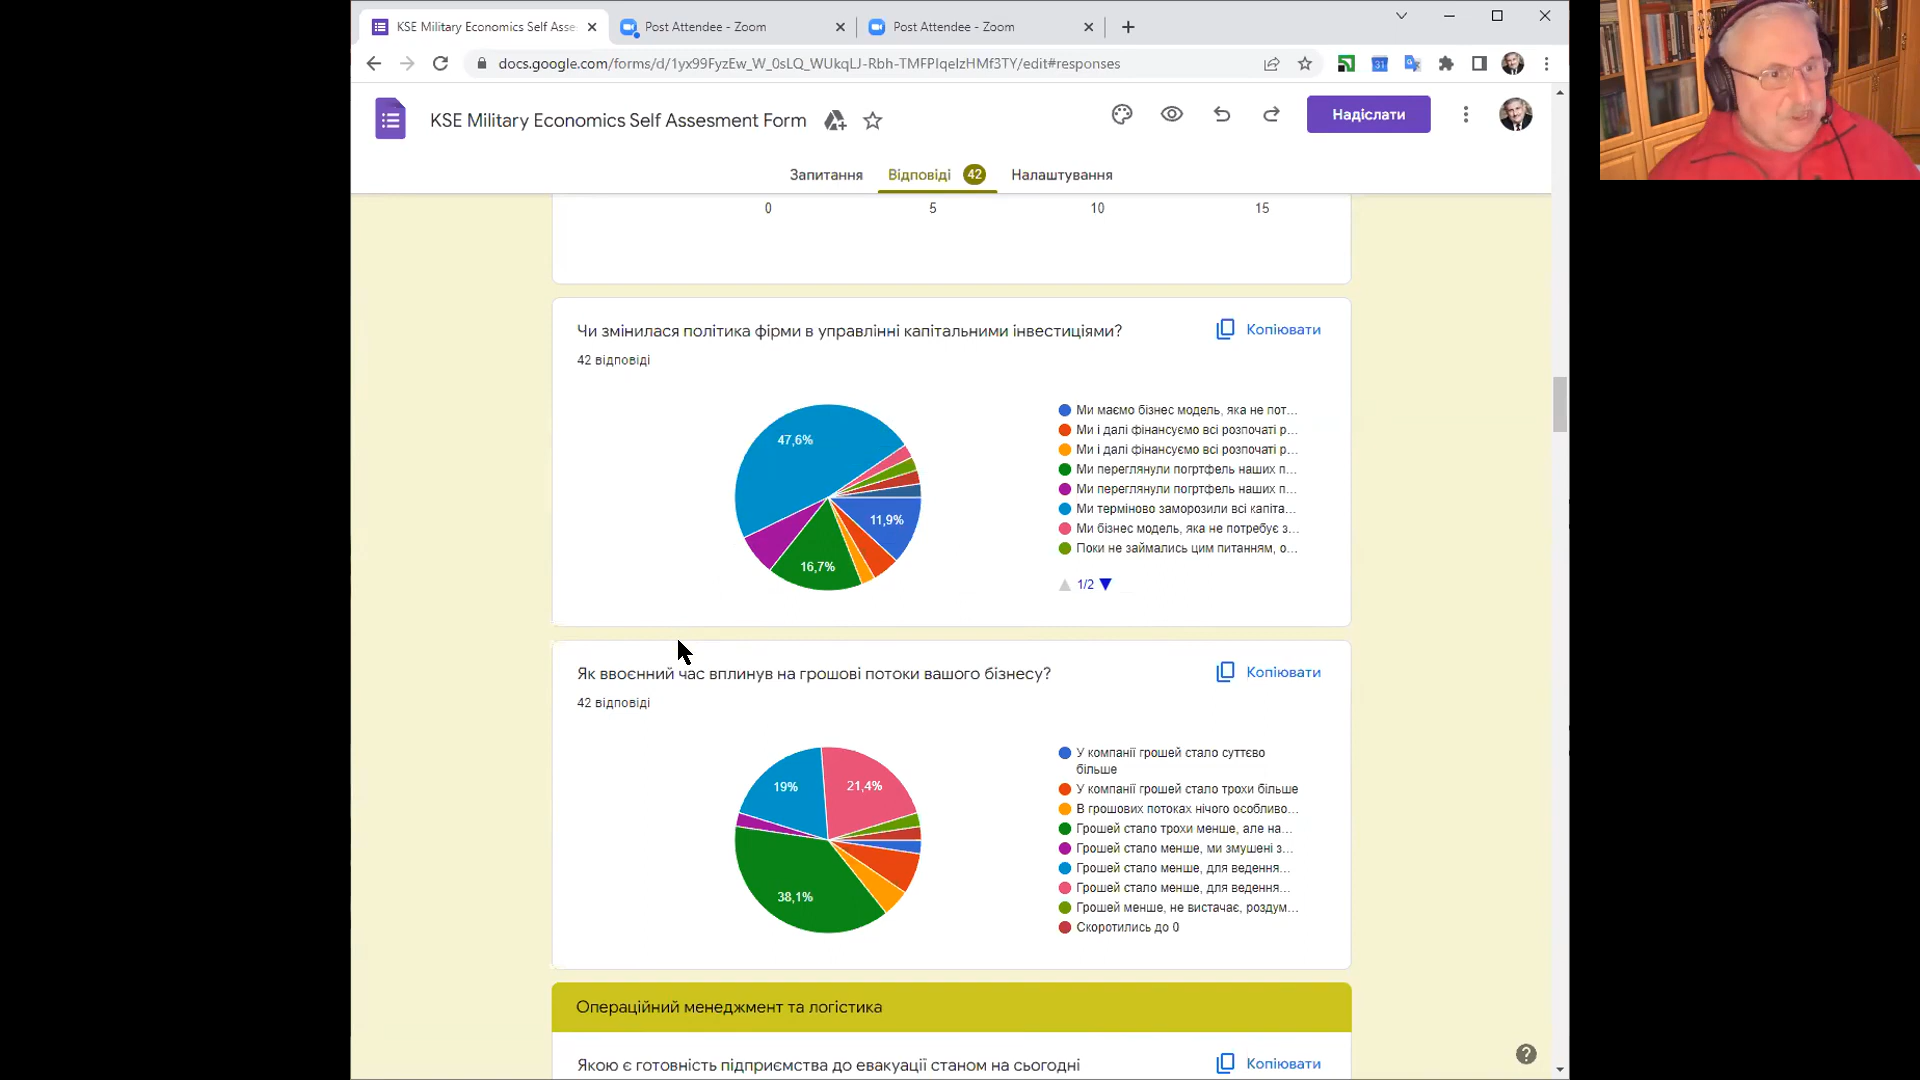 KSE Military Economics Self Asse
Post Attendee - Zoom
Post Attendee - Zoom
docs.google.com/forms/d/1yx99FyzEw_W_0sLQ_WUkqLJ-Rbh-TMFPIqelzHMf3TY/edit#responses
KSE Military Economics Self Assesment Form
Надіслати
Запитання
Відповіді 42
Налаштування
0 5 10 15
Чи змінилася політика фірми в управлінні капітальними інвестиціями?
Копіювати
42 відповіді
47,6%
11,9%
16,7%
Ми маємо бізнес модель, яка не пот...
Ми і далі фінансуємо всі розпочаті р...
Ми і далі фінансуємо всі розпочаті р...
Ми переглянули погртфель наших п...
Ми переглянули погртфель наших п...
Ми терміново заморозили всі капіта...
Ми бізнес модель, яка не потребує з...
Поки не займались цим питанням, о...
1/2
Як ввоєнний час вплинув на грошові потоки вашого бізнесу?
Копіювати
42 відповіді
19%
21,4%
38,1%
У компанії грошей стало суттєво
більше
У компанії грошей стало трохи більше
В грошових потоках нічого особливо...
Грошей стало трохи менше, але на...
Грошей стало менше, ми змушені з...
Грошей стало менше, для ведення...
Грошей стало менше, для ведення...
Грошей менше, не вистачає, роздум...
Скоротились до 0
Операційний менеджмент та логістика
Якою є готовність підприємства до евакуації станом на сьогодні
Копіювати